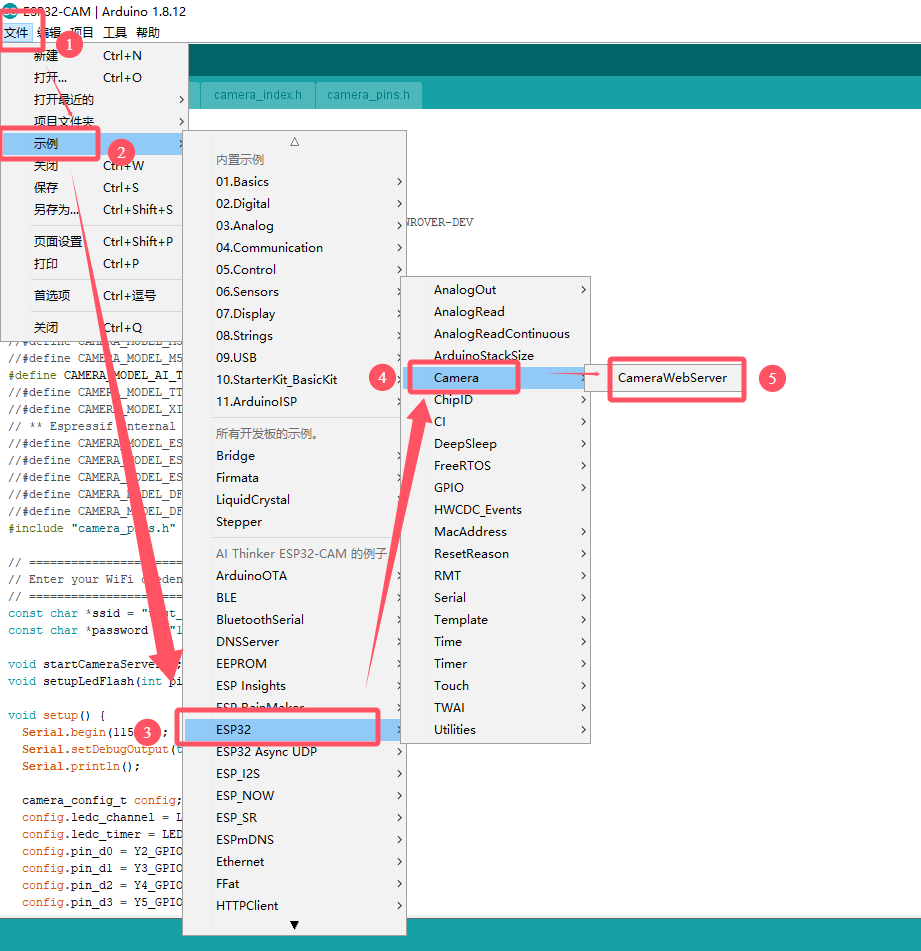 ESP32-CAM | Arduino 1.8.12
文件 编辑 项目 工具 帮助
1
新建 Ctrl+N
打开... Ctrl+O
打开最近的
项目文件夹
示例
2
关闭 Ctrl+W
保存 Ctrl+S
另存为... Ctrl+Shift+S
页面设置 Ctrl+Shift+P
打印 Ctrl+P
首选项 Ctrl+逗号
关闭 Ctrl+Q
camera_index.h camera_pins.h
WROVER-DEV
内置示例
01.Basics
02.Digital
03.Analog
04.Communication
05.Control
06.Sensors
07.Display
08.Strings
09.USB
10.StarterKit_BasicKit
11.ArduinoISP
所有开发板的示例。
Bridge
Firmata
LiquidCrystal
Stepper
AI Thinker ESP32-CAM 的例子
ArduinoOTA
BLE
BluetoothSerial
DNSServer
EEPROM
ESP Insights
ESP RainMaker
3
ESP32
ESP32 Async UDP
ESP_I2S
ESP_NOW
ESP_SR
ESPmDNS
Ethernet
FFat
HTTPClient
AnalogOut
AnalogRead
AnalogReadContinuous
ArduinoStackSize
4
Camera
ChipID
CI
DeepSleep
FreeRTOS
GPIO
HWCDC_Events
MacAddress
ResetReason
RMT
Serial
Template
Time
Timer
Touch
TWAI
Utilities
CameraWebServer
5
//#define CAMERA_MODEL_M5
//#define CAMERA_MODEL_M5
#define CAMERA_MODEL_AI_T
//#define CAMERA_MODEL_TT
//#define CAMERA_MODEL_XI
// ** Espressif Internal
//#define CAMERA_MODEL_ES
//#define CAMERA_MODEL_ES
//#define CAMERA_MODEL_ES
//#define CAMERA_MODEL_DF
//#define CAMERA_MODEL_DF
#include "camera_pins.h"
// ======================
// Enter your WiFi creden
// ======================
const char *ssid =
const char *password
void startCameraServer
void setupLedFlash(int pi
void setup() {
Serial.begin(115
Serial.setDebugOutput(t
Serial.println();
camera_config_t config;
config.ledc_channel = L
config.ledc_timer = LED
config.pin_d0 = Y2_GPIO
config.pin_d1 = Y3_GPIO
config.pin_d2 = Y4_GPIO
config.pin_d3 = Y5_GPIO